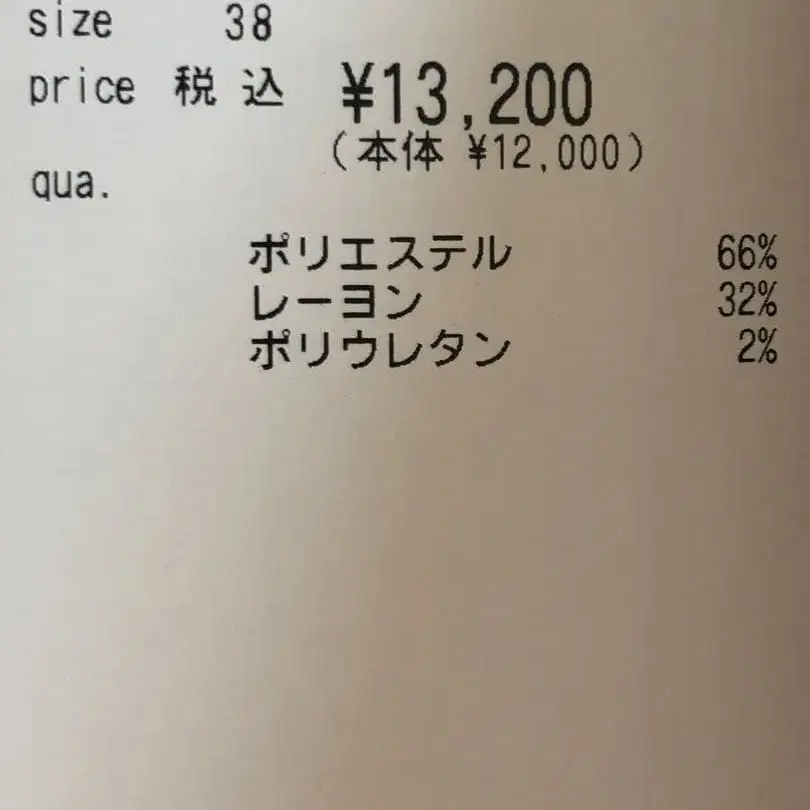 size 38
price 税込 ¥13,200
(本体 ¥12,000)
qua.
ポリエステル 66%
レーヨン 32%
ポリウレタン 2%